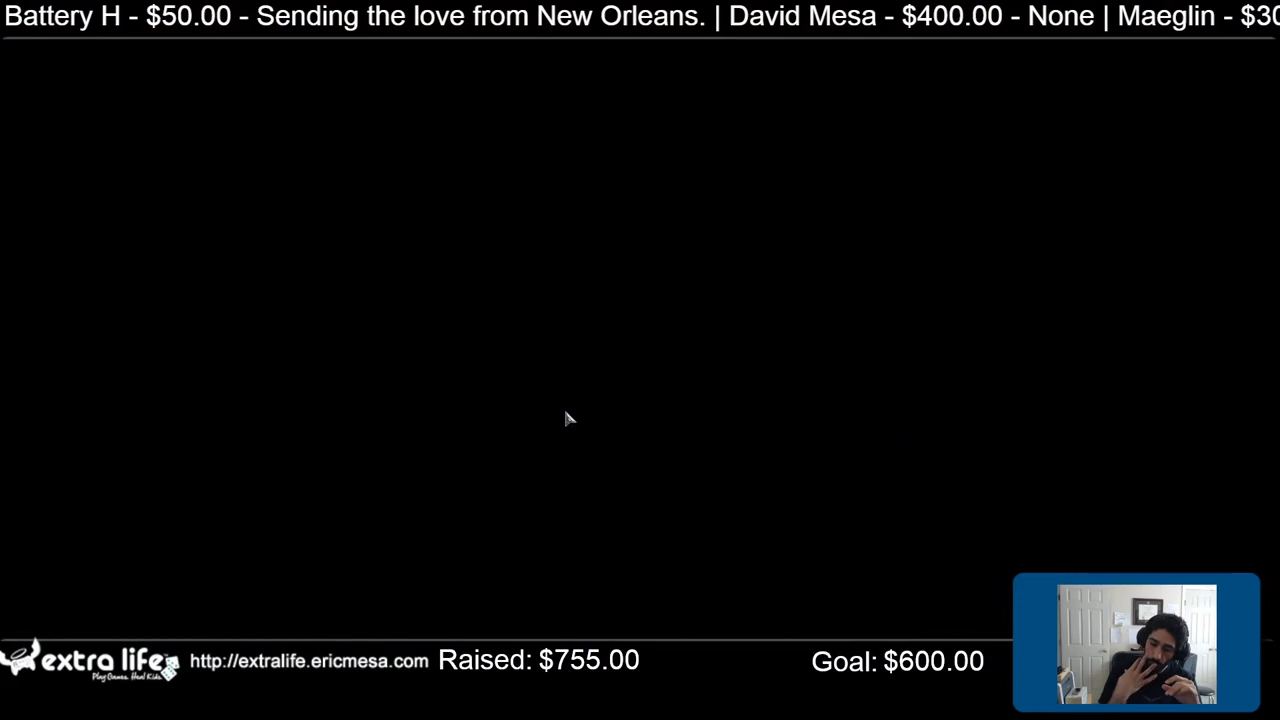 Battery H - $50.00 - Sending the love from New Orleans. | David Mesa - $400.00 - None | Maeglin - $30
extra life
Play Games. Heal Kids.
http://extralife.ericmesa.com
Raised: $755.00
Goal: $600.00